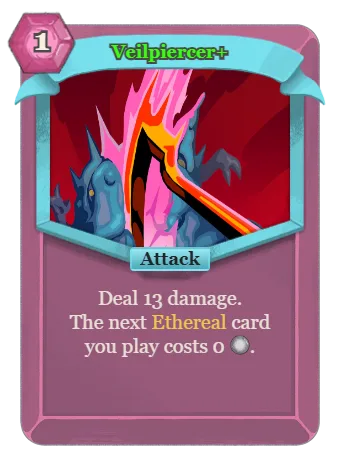 1
Veilpiercer+
Attack
Deal 13 damage.
The next Ethereal card
you play costs 0 .